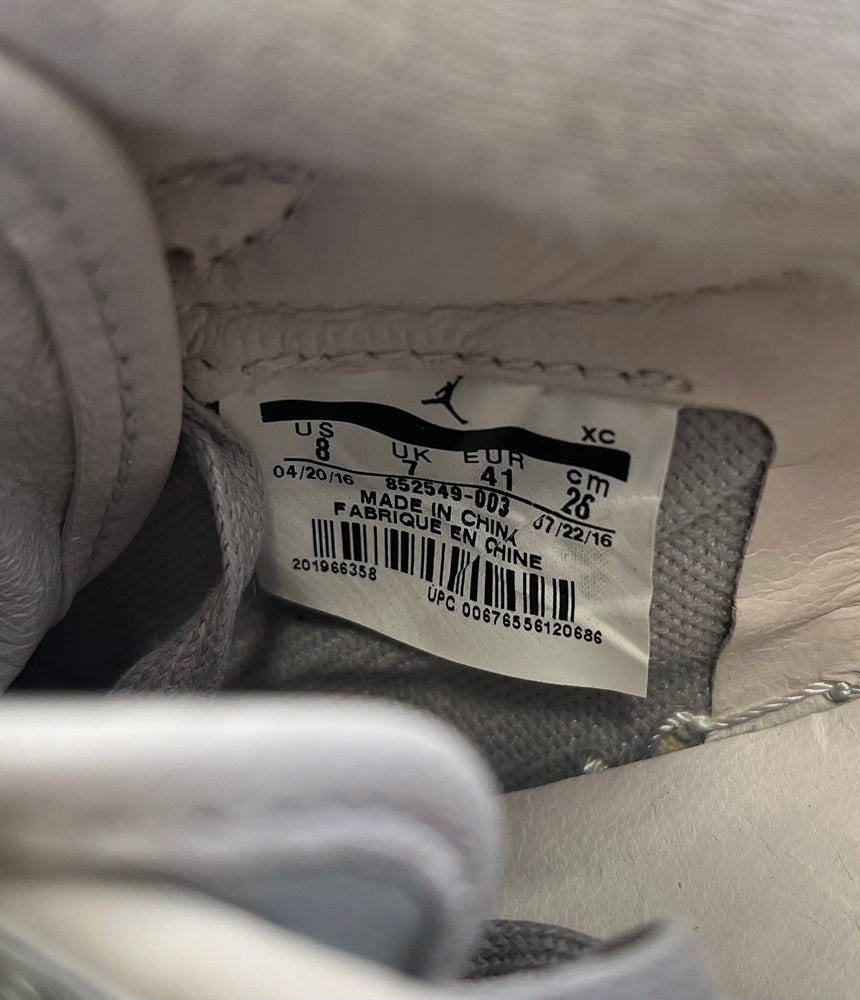 XC
US UK EUR cm
8 7 41 26
04/20/16 852549-003 07/22/16
MADE IN CHINA
FABRIQUE EN CHINE
201966358
UPC 00676556120686